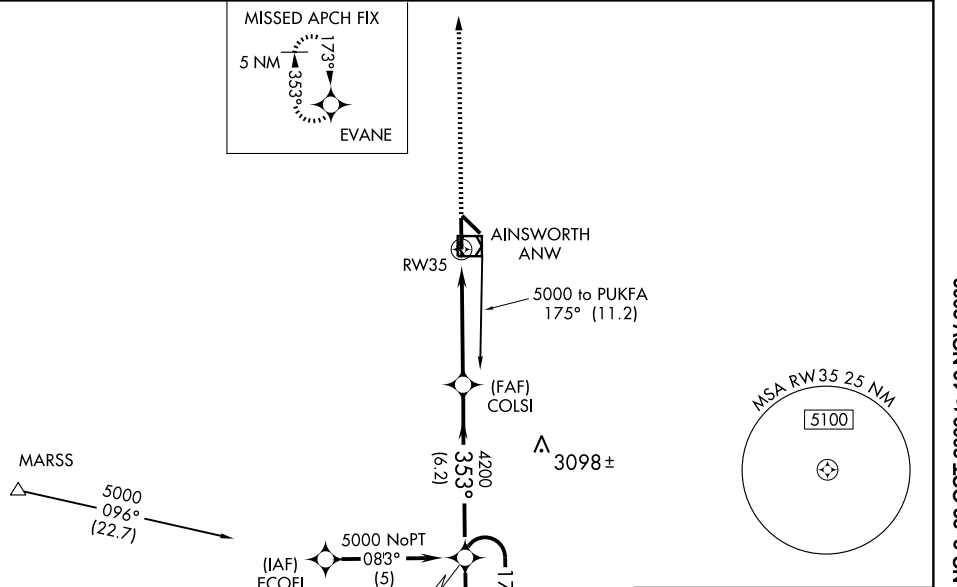 MISSED APCH FIX
5 NM
173°
353°
EVANE
AINSWORTH
ANW
RW35
5000 to PUKFA
175° (11.2)
(FAF)
COLSI
MSA RW35 25 NM
5100
MARSS
5000
096°
(22.7)
4200
353°
(6.2)
3098±
5000 NoPT
083°
(5)
(IAF)
17